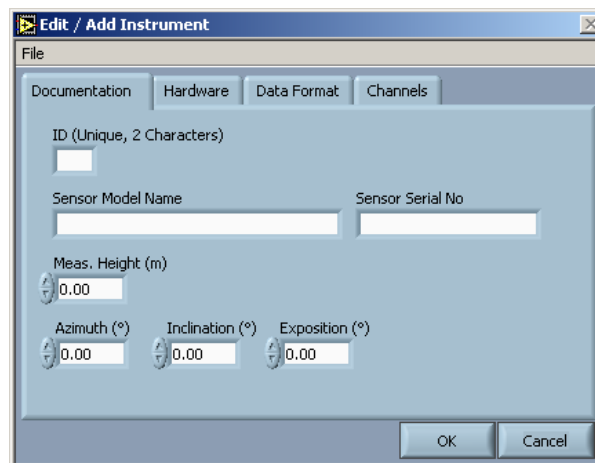 Edit / Add Instrument
File
Documentation Hardware Data Format Channels
ID (Unique, 2 Characters)
Sensor Model Name Sensor Serial No
Meas. Height (m)
0.00
Azimuth (°) Inclination (°) Exposition (°)
0.00 0.00 0.00
OK Cancel